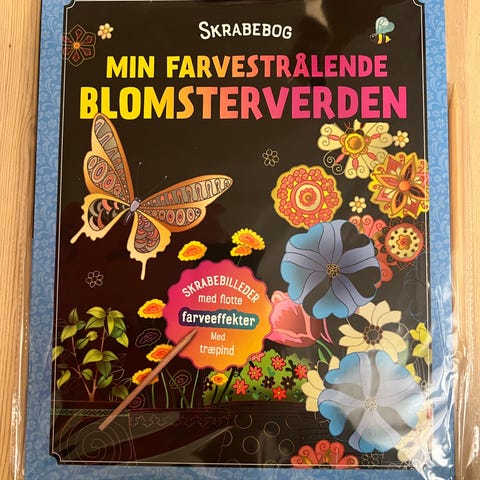 SKRABEBOG
MIN FARVESTRÅLENDE
BLOMSTERVERDEN
SKRABEBILLEDER
med flotte
farveeffekter
Med
træpind